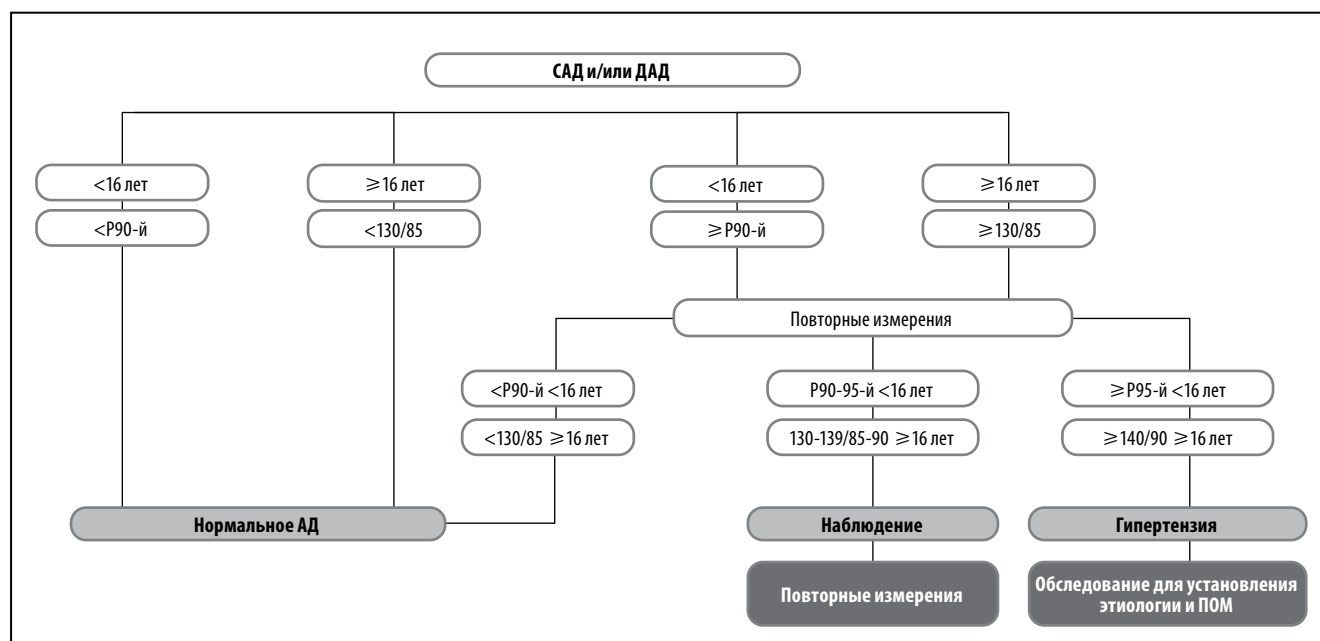 САД и/или ДАД
<16 лет
≥16 лет
<16 лет
≥16 лет
<P90-й
<130/85
≥P90-й
≥130/85
Повторные измерения
<P90-й <16 лет
P90-95-й <16 лет
≥P95-й <16 лет
<130/85 ≥16 лет
130-139/85-90 ≥16 лет
≥140/90 ≥16 лет
Нормальное АД
Наблюдение
Гипертензия
Повторные измерения
Обследование для установления
этиологии и ПОМ